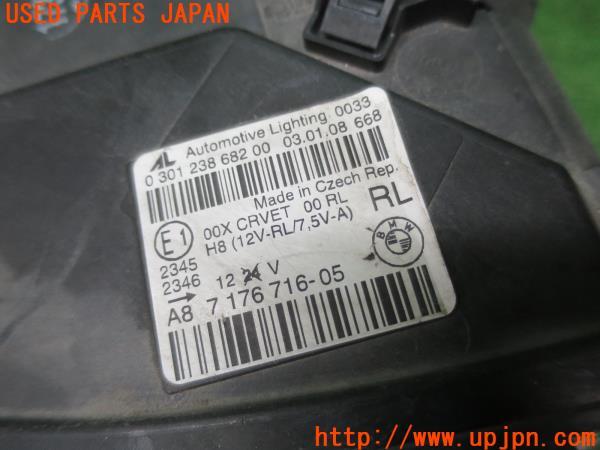 USED PARTS JAPAN
AL Automotive Lighting 0033
0 301 238 682 00 03.01.08 668
Made in Czech Rep.
E1 00X CRVET 00 RL RL
H8 (12V-RL/7,5V-A)
BMW
2345
2346 12 24 V
A8 7 176 716-05
UPJ www.upjpn.com